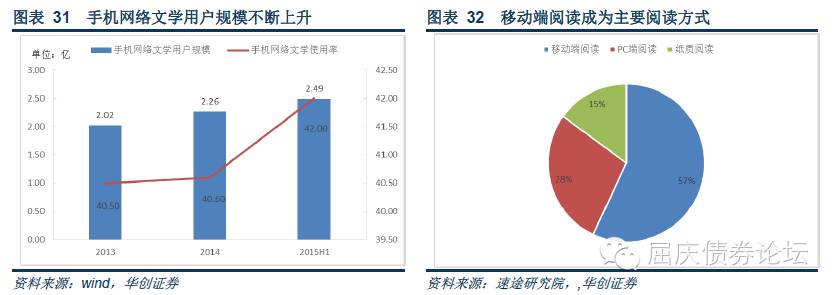 图表 31 手机网络文学用户规模不断上升
单位：亿
手机网络文学用户规模 手机网络文学使用率
3.00
2.50
2.00
1.50
1.00
0.50
0.00
2.02
2.26
2.49
40.50
40.60
42.00
42.50
42.00
41.50
41.00
40.50
40.00
39.50
2013 2014 2015H1
资料来源：wind，华创证券
图表 32 移动端阅读成为主要阅读方式
移动端阅读 PC端阅读 纸质阅读
15%
28%
57%
屈庆债券论坛
资料来源：速途研究院，,华创证券